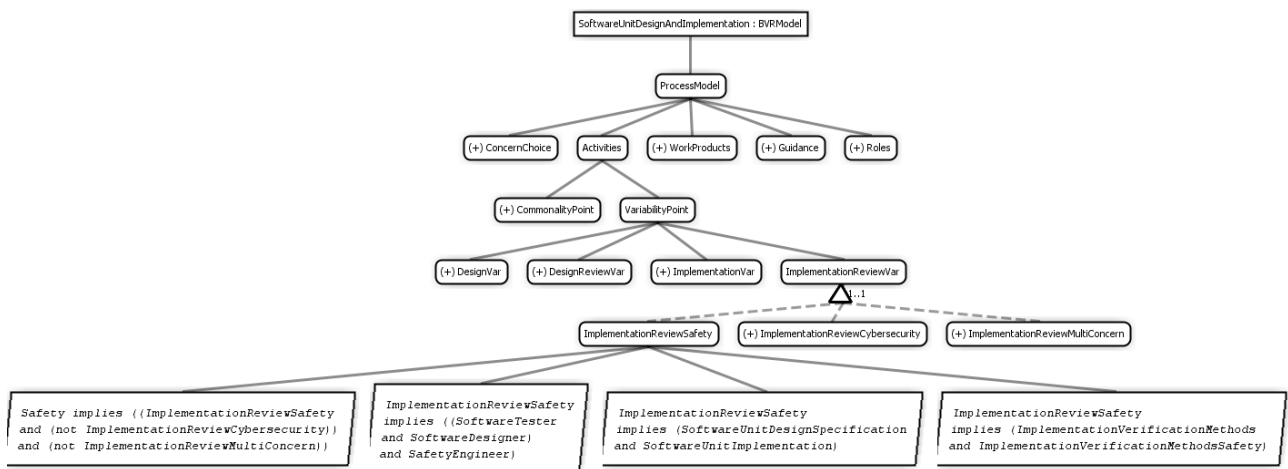 SoftwareUnitDesignAndImplementation : BVRModel
ProcessModel
(+) ConcernChoice
Activities
(+) WorkProducts
(+) Guidance
(+) Roles
(+) CommonalityPoint
VariabilityPoint
(+) DesignVar
(+) DesignReviewVar
(+) ImplementationVar
ImplementationReviewVar
1..1
ImplementationReviewSafety
(+) ImplementationReviewCybersecurity
(+) ImplementationReviewMultiConcern
Safety implies ((ImplementationReviewSafety
and (not ImplementationReviewCybersecurity))
and (not ImplementationReviewMultiConcern))
ImplementationReviewSafety
implies ((SoftwareTester
and SoftwareDesigner)
and SafetyEngineer)
ImplementationReviewSafety
implies (SoftwareUnitDesignSpecification
and SoftwareUnitImplementation)
ImplementationReviewSafety
implies (ImplementationVerificationMethods
and ImplementationVerificationMethodsSafety)